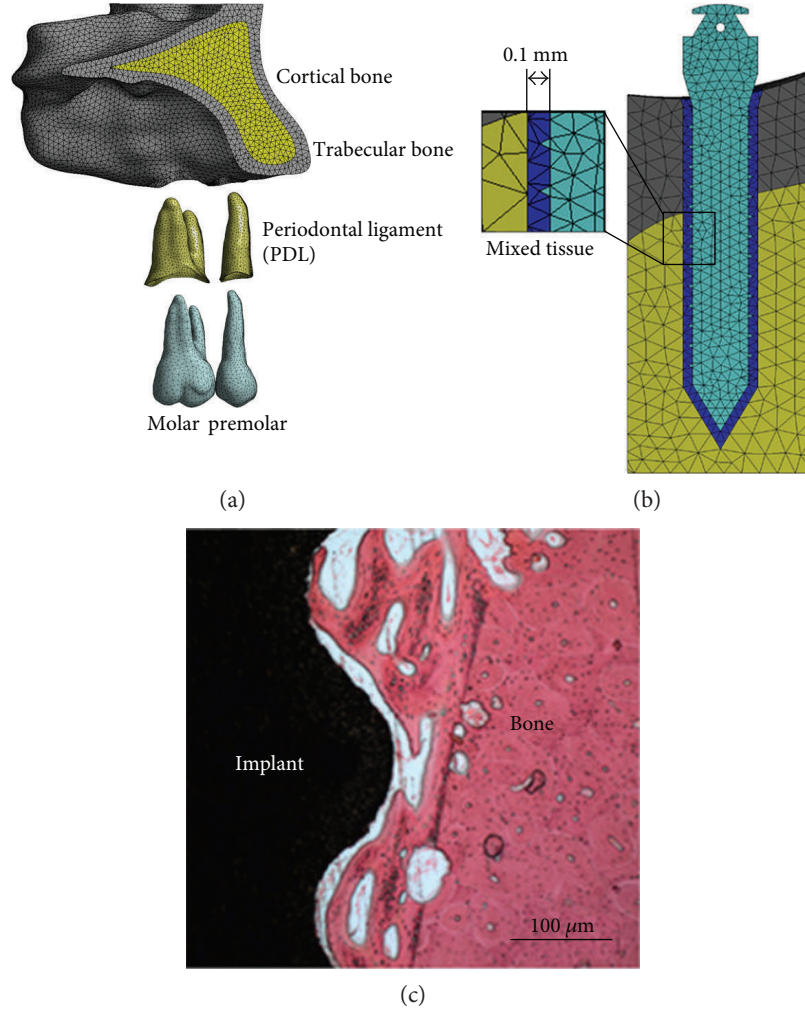 Cortical bone
Trabecular bone
Periodontal ligament
(PDL)
Molar premolar
(a)
0.1 mm
Mixed tissue
(b)
Implant
Bone
100 μm
(c)